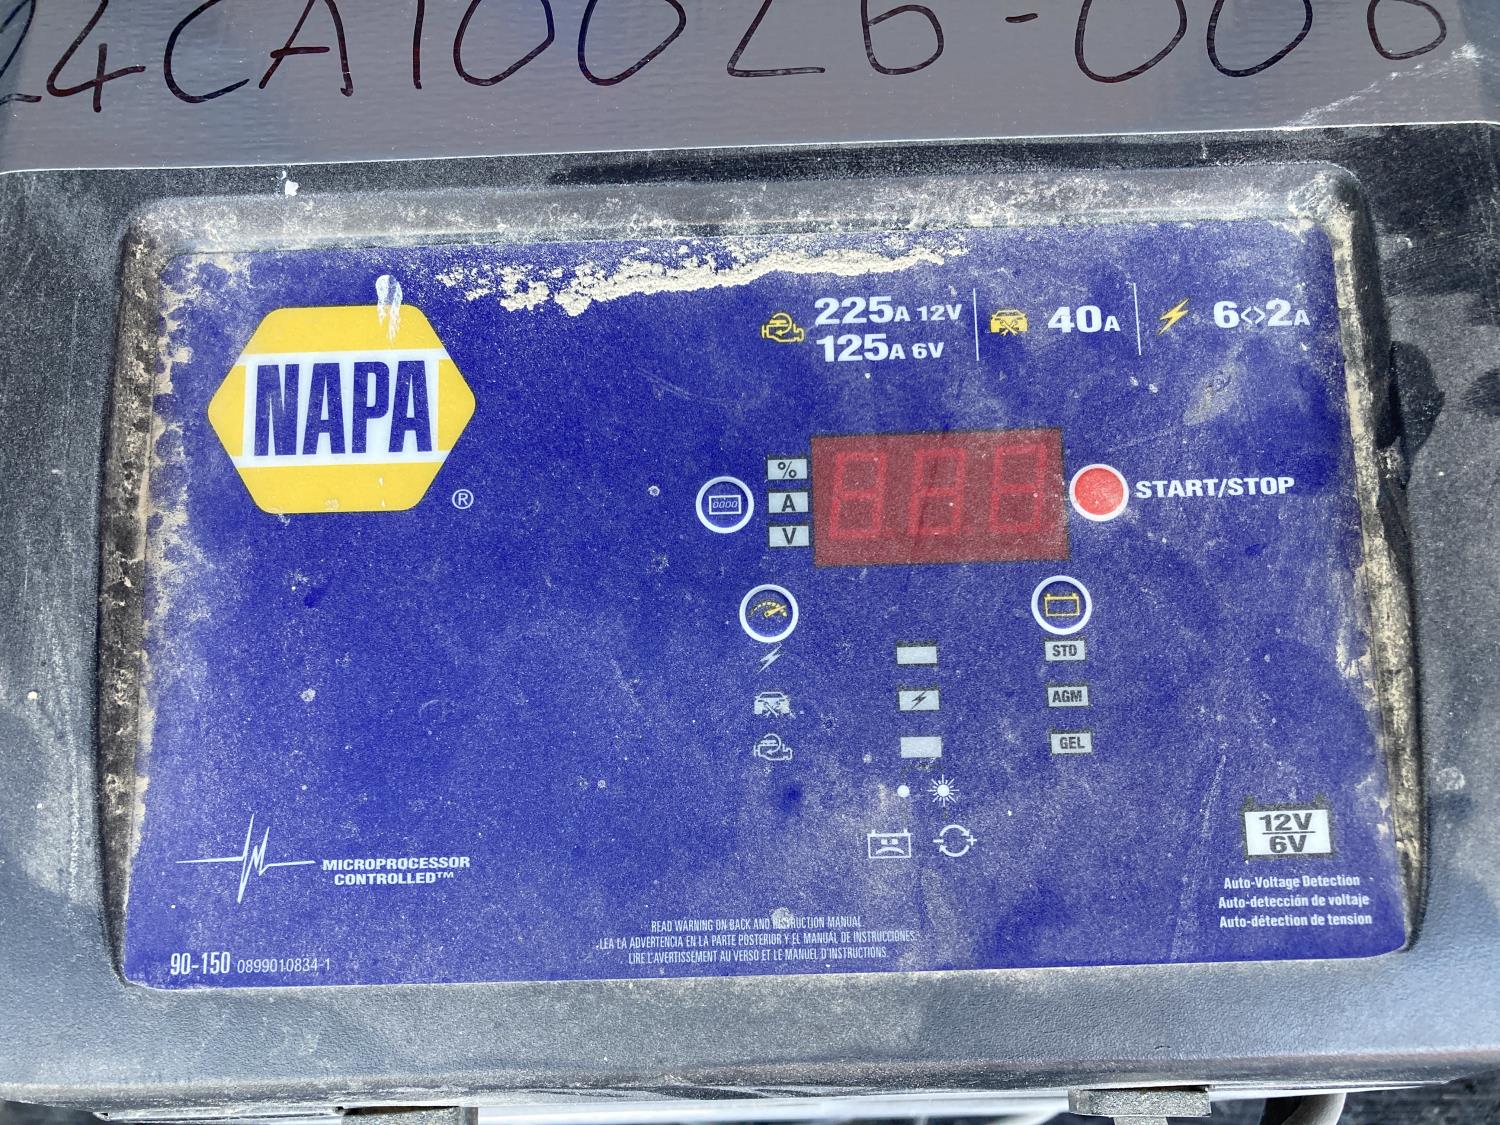 24CA10026-006
225A 12V
125A 6V
40A
6<>2A
NAPA
®
%
A
V
0000
START/STOP
STD
AGM
GEL
MICROPROCESSOR
CONTROLLED™
12V
6V
Auto-Voltage Detection
Auto-detección de voltaje
Auto-détection de tension
READ WARNING ON BACK AND INSTRUCTION MANUAL.
LEA LA ADVERTENCIA EN LA PARTE POSTERIOR Y EL MANUAL DE INSTRUCCIONES.
LIRE L'AVERTISSEMENT AU VERSO ET LE MANUEL D'INSTRUCTIONS.
90-150 0899010834-1